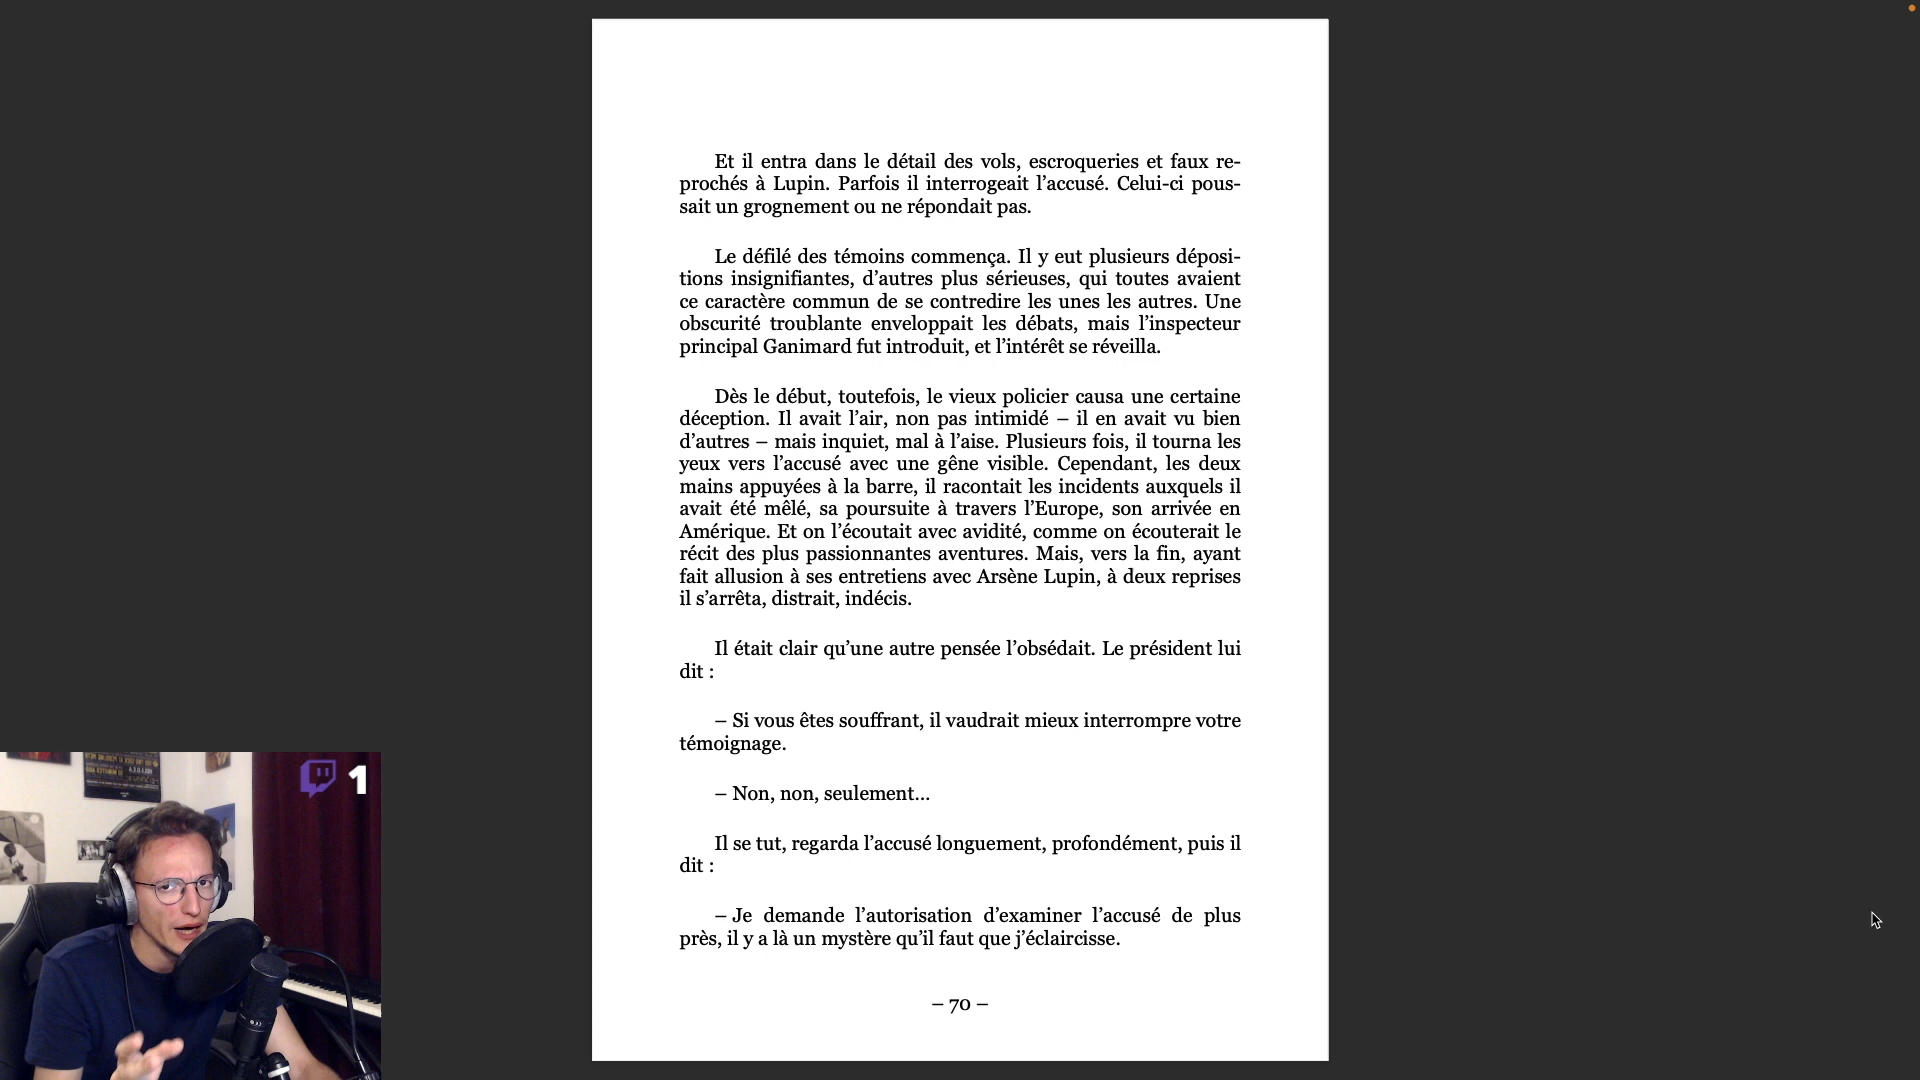 Et il entra dans le détail des vols, escroqueries et faux re-
prochés à Lupin. Parfois il interrogeait l’accusé. Celui-ci pous-
sait un grognement ou ne répondait pas.
Le défilé des témoins commença. Il y eut plusieurs déposi-
tions insignifiantes, d’autres plus sérieuses, qui toutes avaient
ce caractère commun de se contredire les unes les autres. Une
obscurité troublante enveloppait les débats, mais l’inspecteur
principal Ganimard fut introduit, et l’intérêt se réveilla.
Dès le début, toutefois, le vieux policier causa une certaine
déception. Il avait l’air, non pas intimidé – il en avait vu bien
d’autres – mais inquiet, mal à l’aise. Plusieurs fois, il tourna les
yeux vers l’accusé avec une gêne visible. Cependant, les deux
mains appuyées à la barre, il racontait les incidents auxquels il
avait été mêlé, sa poursuite à travers l’Europe, son arrivée en
Amérique. Et on l’écoutait avec avidité, comme on écouterait le
récit des plus passionnantes aventures. Mais, vers la fin, ayant
fait allusion à ses entretiens avec Arsène Lupin, à deux reprises
il s’arrêta, distrait, indécis.
Il était clair qu’une autre pensée l’obsédait. Le président lui
dit :
– Si vous êtes souffrant, il vaudrait mieux interrompre votre
témoignage.
– Non, non, seulement…
Il se tut, regarda l’accusé longuement, profondément, puis il
dit :
– Je demande l’autorisation d’examiner l’accusé de plus
près, il y a là un mystère qu’il faut que j’éclaircisse.
– 70 –
1